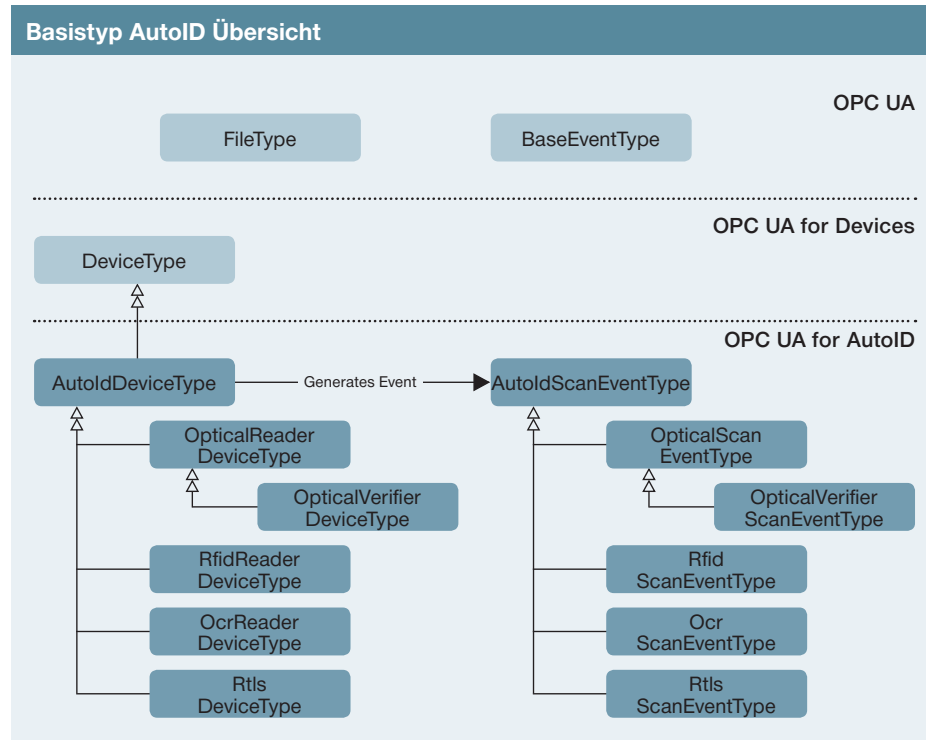 Basistyp AutoID Übersicht
OPC UA
FileType
BaseEventType
OPC UA for Devices
DeviceType
OPC UA for AutoID
AutoIdDeviceType
Generates Event
AutoIdScanEventType
OpticalReader
DeviceType
OpticalVerifier
DeviceType
RfidReader
DeviceType
OcrReader
DeviceType
Rtls
DeviceType
OpticalScan
EventType
OpticalVerifier
ScanEventType
Rfid
ScanEventType
Ocr
ScanEventType
Rtls
ScanEventType